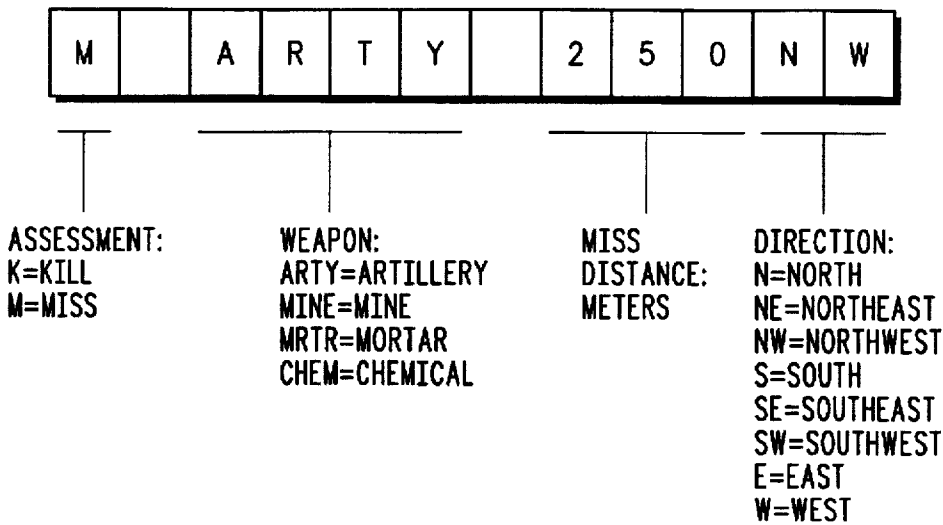 M ARTY 250NW
ASSESSMENT:
K=KILL
M=MISS
WEAPON:
ARTY=ARTILLERY
MINE=MINE
MRTR=MORTAR
CHEM=CHEMICAL
MISS
DISTANCE:
METERS
DIRECTION:
N=NORTH
NE=NORTHEAST
NW=NORTHWEST
S=SOUTH
SE=SOUTHEAST
SW=SOUTHWEST
E=EAST
W=WEST